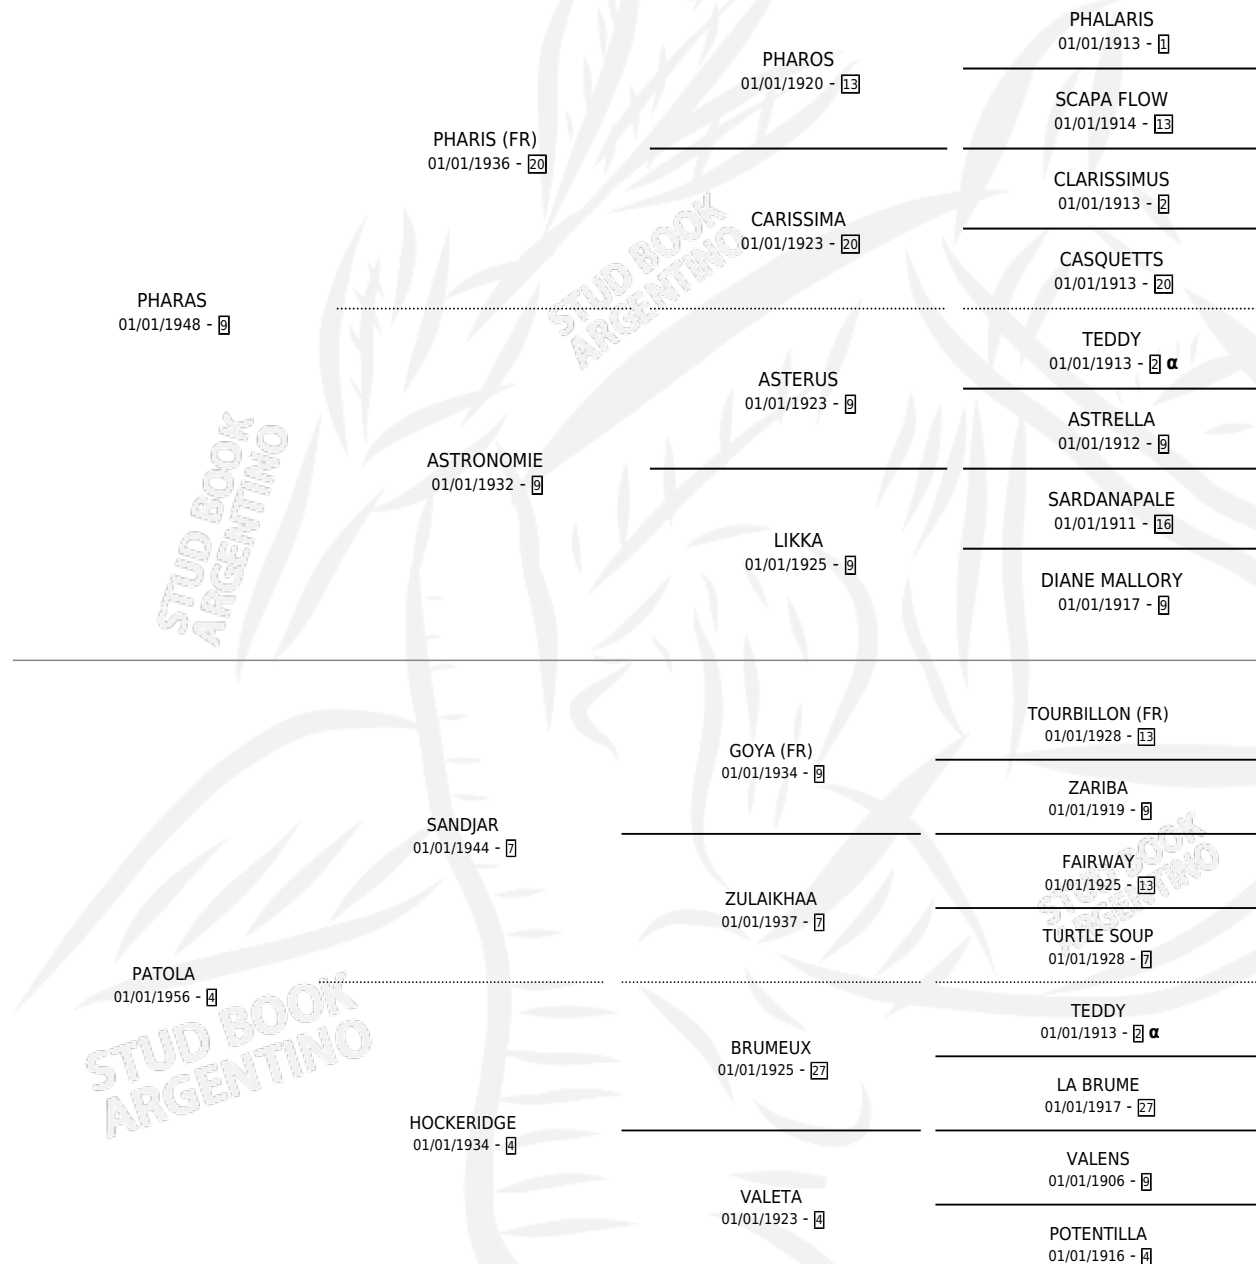 PHALARIS
01/01/1913 - 1
PHAROS
01/01/1920 - 13
SCAPA FLOW
01/01/1914 - 13
PHARIS (FR)
01/01/1936 - 20
CLARISSIMUS
01/01/1913 - 2
CARISSIMA
01/01/1923 - 20
CASQUETTS
01/01/1913 - 20
PHARAS
01/01/1948 - 9
TEDDY
01/01/1913 - 2 α
ASTERUS
01/01/1923 - 9
ASTRELLA
01/01/1912 - 9
ASTRONOMIE
01/01/1932 - 9
SARDANAPALE
01/01/1911 - 16
LIKKA
01/01/1925 - 9
DIANE MALLORY
01/01/1917 - 9
TOURBILLON (FR)
01/01/1928 - 13
GOYA (FR)
01/01/1934 - 9
ZARIBA
01/01/1919 - 9
SANDJAR
01/01/1944 - 7
FAIRWAY
01/01/1925 - 13
ZULAIKHAA
01/01/1937 - 7
TURTLE SOUP
01/01/1928 - 7
PATOLA
01/01/1956 - 4
TEDDY
01/01/1913 - 2 α
BRUMEUX
01/01/1925 - 27
LA BRUME
01/01/1917 - 27
HOCKERIDGE
01/01/1934 - 4
VALENS
01/01/1906 - 9
VALETA
01/01/1923 - 4
POTENTILLA
01/01/1916 - 4
STUD BOOK
ARGENTINO
STUD BOOK
ARGENTINO
STUD BOOK
ARGENTINO
STUD BOOK
ARGENTINO